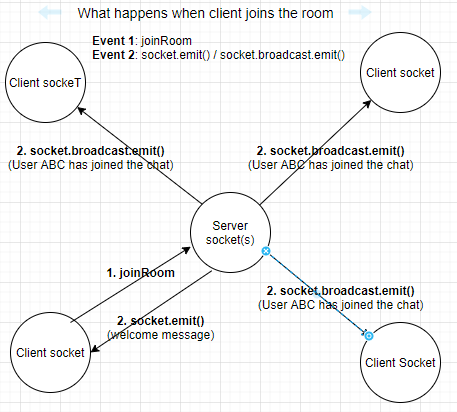 What happens when client joins the room
Event 1: joinRoom
Event 2: socket.emit() / socket.broadcast.emit()
Client sockeT
Client socket
2. socket.broadcast.emit()
(User ABC has joined the chat)
2. socket.broadcast.emit()
(User ABC has joined the chat)
Server
socket(s)
1. joinRoom
2. socket.broadcast.emit()
(User ABC has joined the chat)
2. socket.emit()
(welcome message)
Client socket
Client Socket